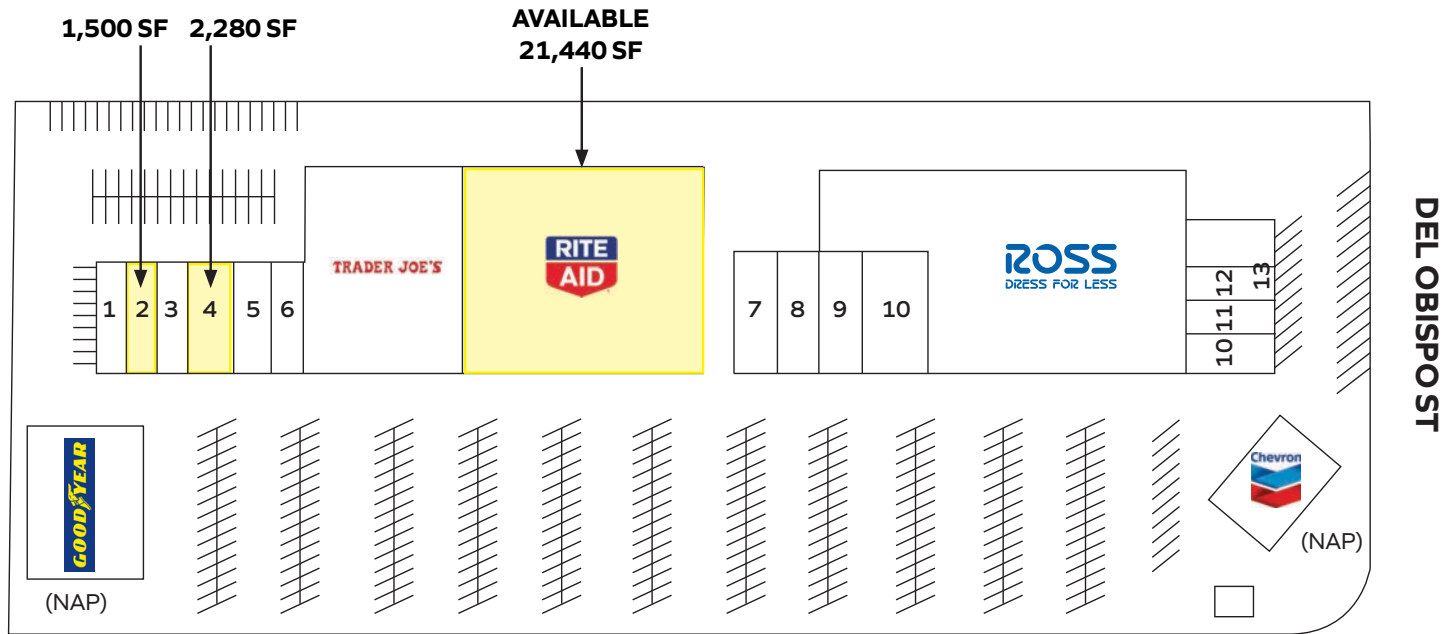 1,500 SF
2,280 SF
AVAILABLE
21,440 SF
TRADER JOE'S
RITE
AID
ROSS
DRESS FOR LESS
1
2
3
4
5
6
7
8
9
10
13
12
11
10
DEL OBISPO ST
GOODYEAR
(NAP)
Chevron
(NAP)